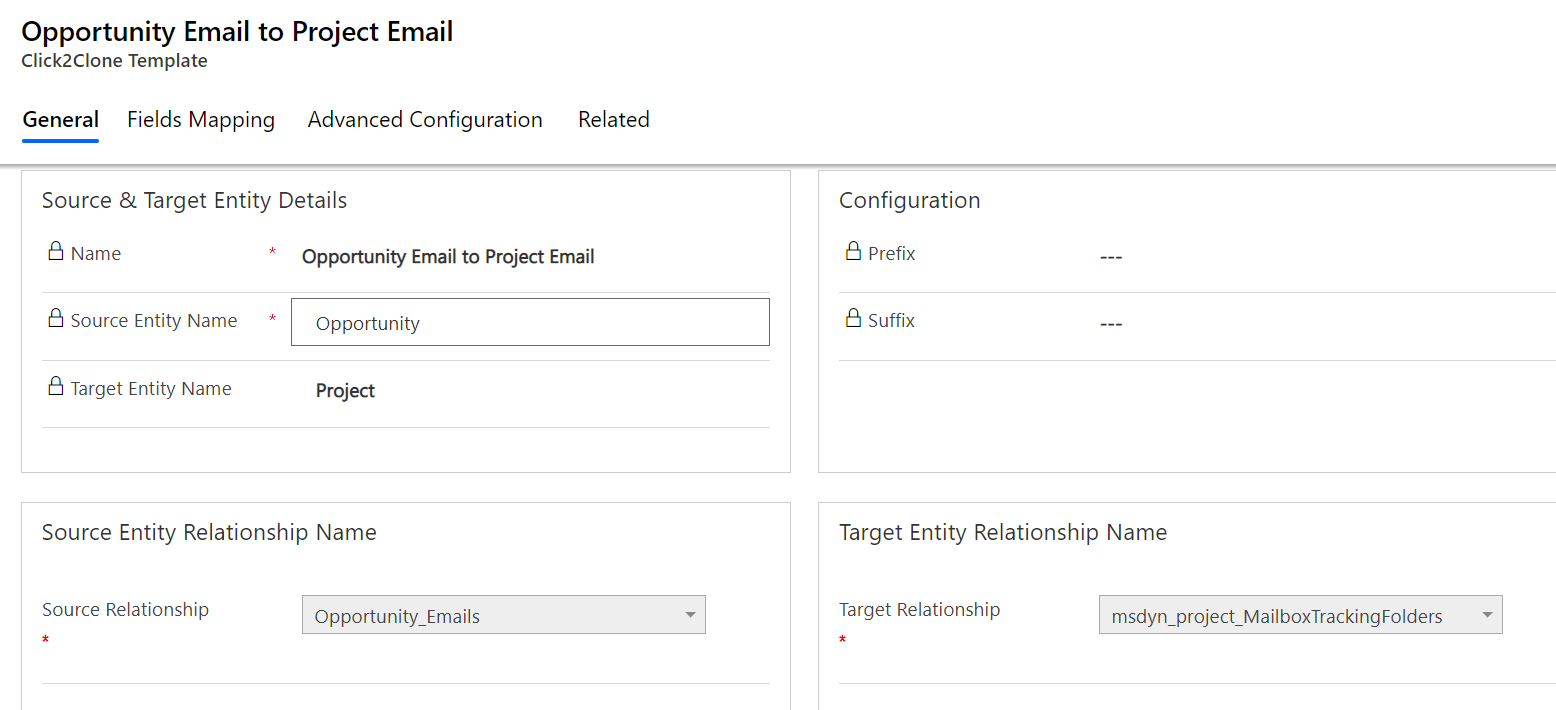 Opportunity Email to Project Email
Click2Clone Template
General Fields Mapping Advanced Configuration Related
Source & Target Entity Details
Name * Opportunity Email to Project Email
Source Entity Name * Opportunity
Target Entity Name Project
Configuration
Prefix ---
Suffix ---
Source Entity Relationship Name
Source Relationship Opportunity_Emails
*
Target Entity Relationship Name
Target Relationship msdyn_project_MailboxTrackingFolders
*